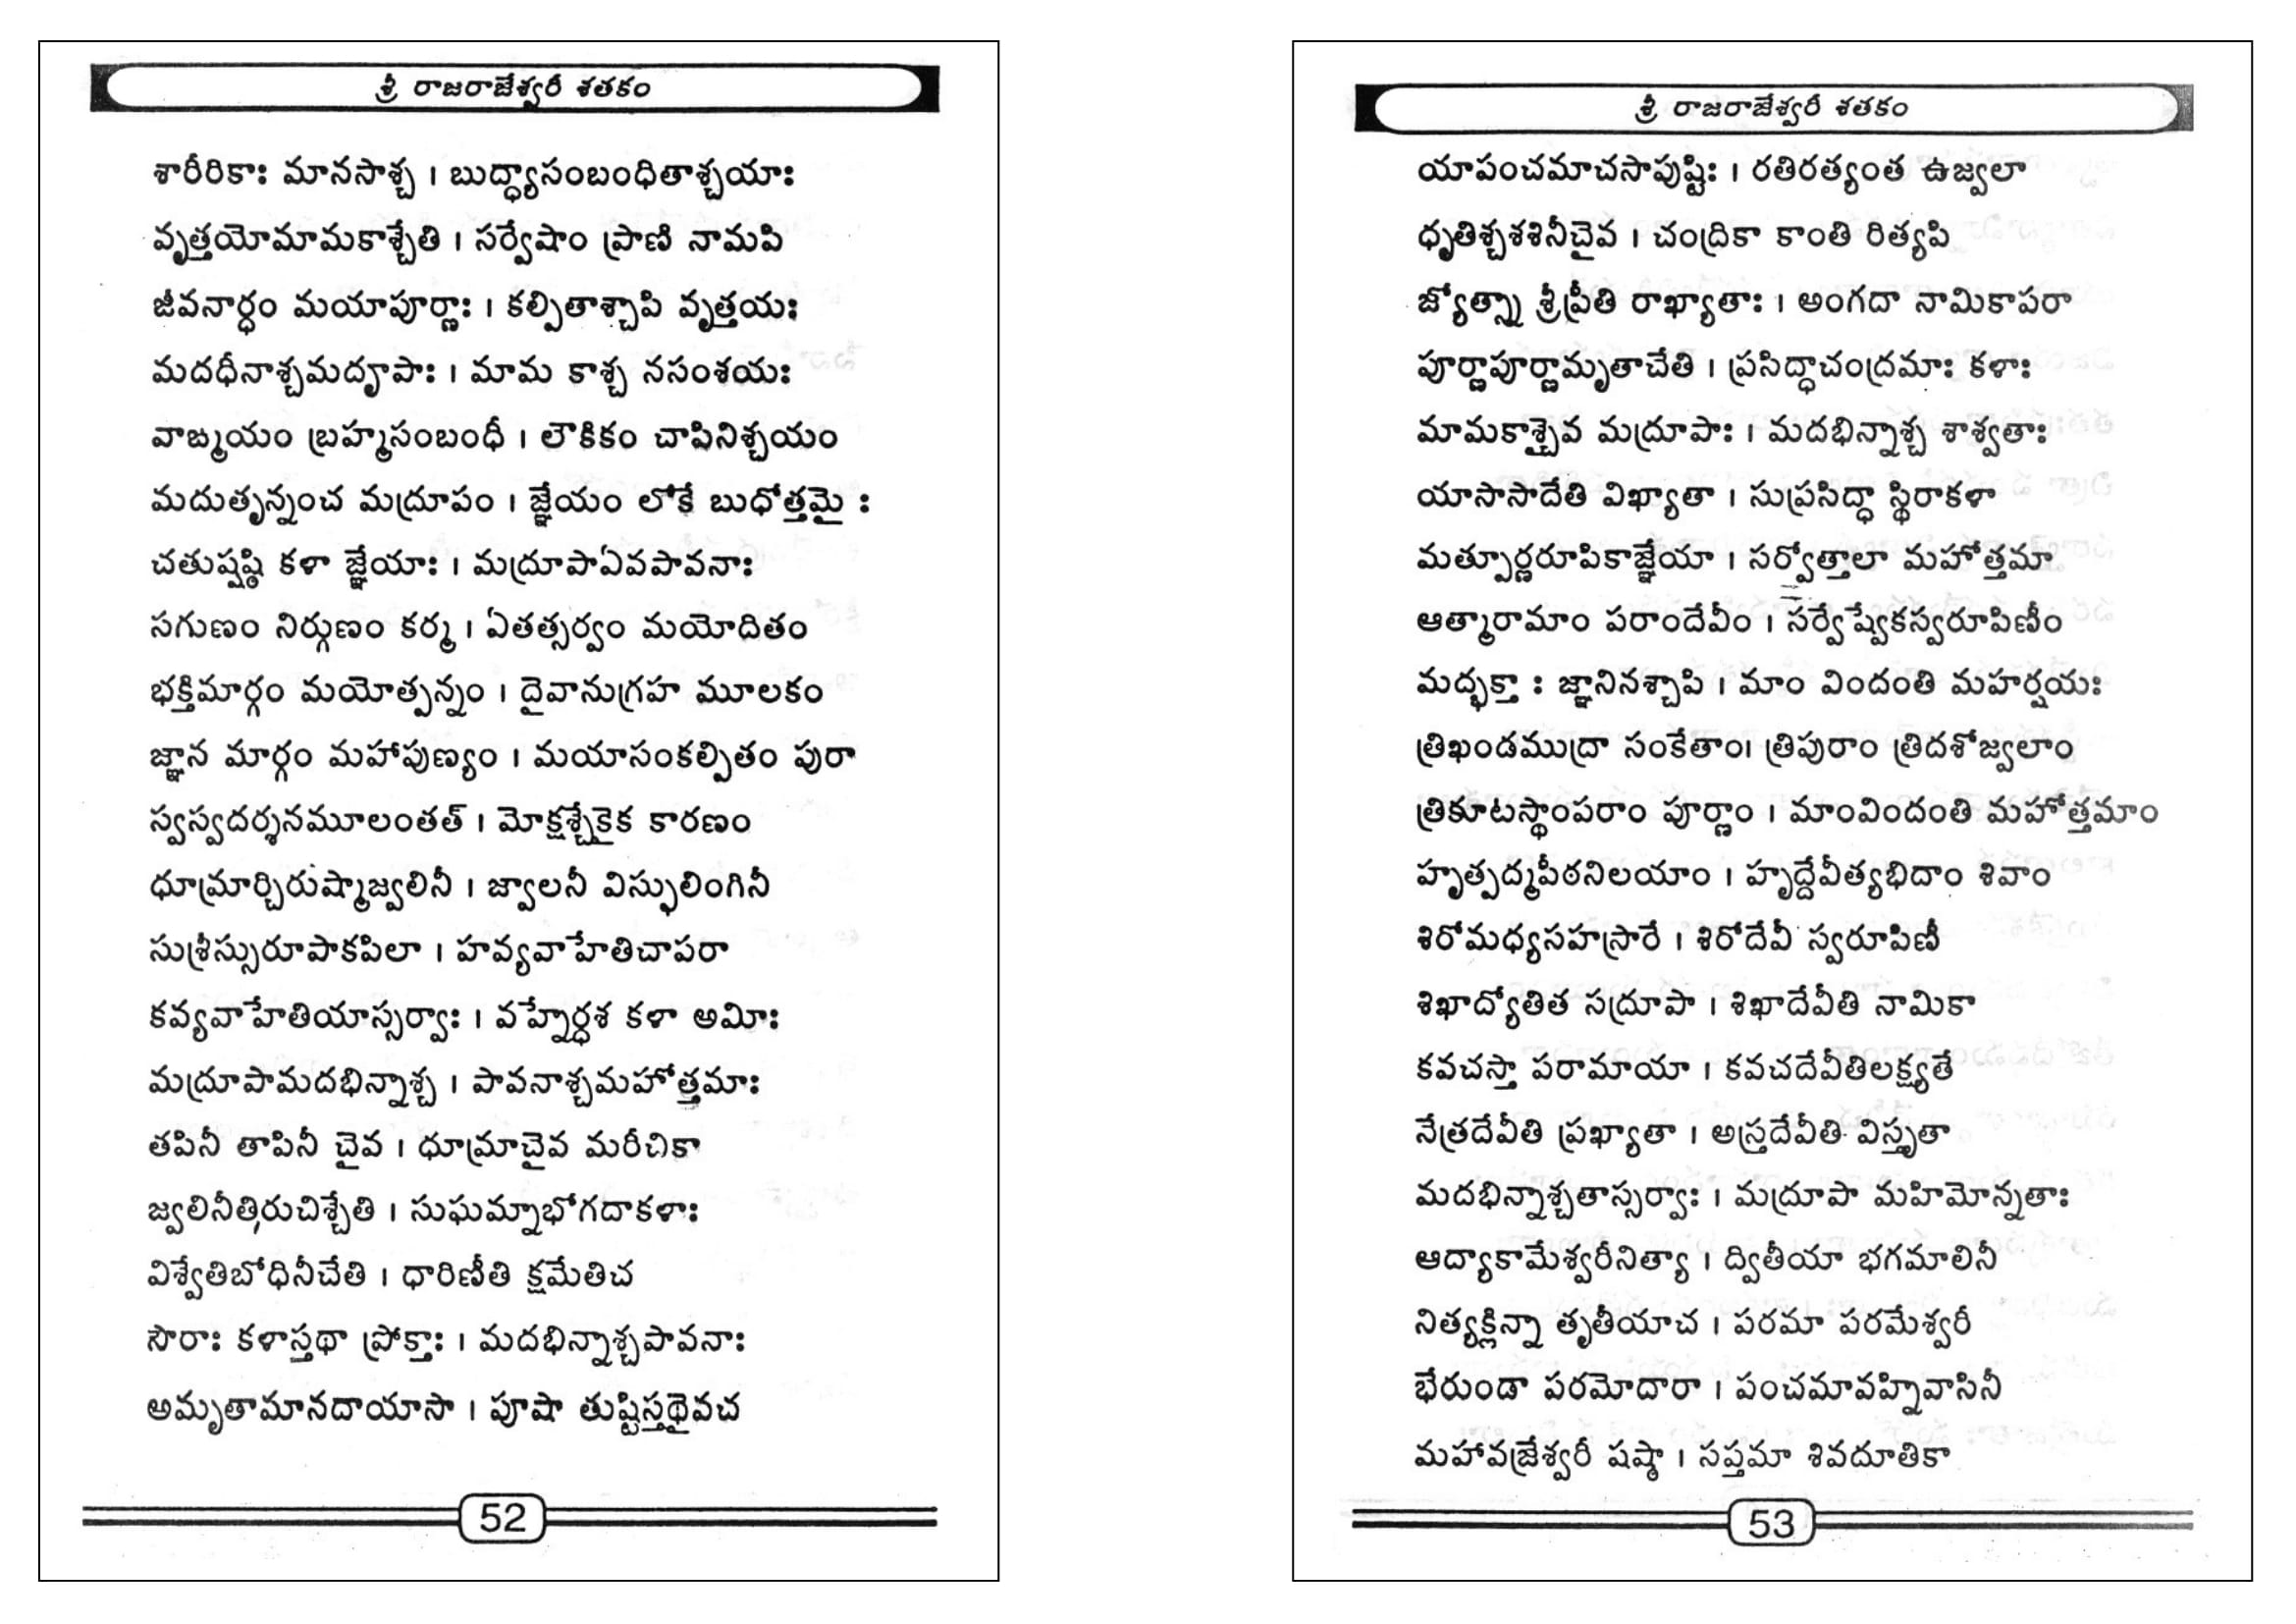 శ్రీ రాజరాజేశ్వరీ శతకం
శారీరికాః మానసాశ్చ । బుద్ధ్యాసంబంధితాశ్చయాః
వృత్తయోమామకాశ్చేతి । సర్వేషాం ప్రాణి నామపి
జీవనార్థం మయాపూర్ణాః । కల్పితాశ్చాపి వృత్తయః
మదధీనాశ్చమదౄపాః । మామ కాశ్చ నసంశయః
వాఙ్మయం బ్రహ్మసంబంధీ । లౌకికం చాపినిశ్చయం
మదుతృన్నంచ మద్రూపం । జ్ఞేయం లోకే బుధోత్తమై :
చతుష్షష్ఠి కళా జ్ఞేయాః । మద్రూపాఏవపావనాః
సగుణం నిర్గుణం కర్మ । ఏతత్సర్వం మయోదితం
భక్తిమార్గం మయోత్పన్నం । దైవానుగ్రహ మూలకం
జ్ఞాన మార్గం మహాపుణ్యం । మయాసంకల్పితం పురా
స్వస్వదర్శనమూలంతత్ । మోక్షశ్చేకైక కారణం
ధూమ్రార్చిరుష్మాజ్వలినీ । జ్వాలనీ విస్ఫులింగినీ
సుశ్రీస్సురూపాకపిలా । హవ్యవాహేతిచాపరా
కవ్యవాహేతియాస్సర్వాః । వహ్నేర్ధశ కళా అమీః
మద్రూపామదభిన్నాశ్చ । పావనాశ్చమహోత్తమాః
తపినీ తాపినీ చైవ । ధూమ్రాచైవ మరీచికా
జ్వలినీతిరుచిశ్చేతి । సుఘమ్నాభోగదాకళాః
విశ్వేతిబోధినీచేతి । ధారిణీతి క్షమేతిచ
సౌరాః కళాస్తథా ప్రోక్తాః । మదభిన్నాశ్చపావనాః
అమృతామానదాయాసా । పూషా తుష్టిస్తథైవచ
52
శ్రీ రాజరాజేశ్వరీ శతకం
యాపంచమాచసాపుష్టిః । రతిరత్యంత ఉజ్వలా
ధృతిశ్చశశినీచైవ । చంద్రికా కాంతి రిత్యపి
జ్యోత్స్నా శ్రీప్రీతి రాఖ్యాతాః । అంగదా నామికాపరా
పూర్ణాపూర్ణామృతాచేతి । ప్రసిద్ధాచంద్రమాః కళాః
మామకాశ్చైవ మద్రూపాః । మదభిన్నాశ్చ శాశ్వతాః
యాసాసాదేతి విఖ్యాతా । సుప్రసిద్ధా స్థిరాకళా
మత్పూర్ణరూపికాజ్ఞేయా । సర్వోత్తాలా మహోత్తమా
ఆత్మారామాం పరాందేవీం । సర్వేష్వేకస్వరూపిణీం
మద్భక్తా : జ్ఞానినశ్చాపి । మాం విందంతి మహర్షయః
త్రిఖండముద్రా సంకేతాం। త్రిపురాం త్రిదశోజ్వలాం
త్రికూటస్థాంపరాం పూర్ణాం । మాంవిందంతి మహోత్తమాం
హృత్పద్మపీఠనిలయాం । హృద్దేవీత్యభిదాం శివాం
శిరోమధ్యసహస్రారే । శిరోదేవీ స్వరూపిణీ
శిఖాద్యోతిత సద్రూపా । శిఖాదేవీతి నామికా
కవచస్తా పరామాయా । కవచదేవీతిలక్ష్యతే
నేత్రదేవీతి ప్రఖ్యాతా । అస్త్రదేవీతి విస్తృతా
మదభిన్నాశ్చతాస్సర్వాః । మద్రూపా మహిమోన్నతాః
ఆద్యాకామేశ్వరీనిత్యా । ద్వితీయా భగమాలినీ
నిత్యక్లిన్నా తృతీయాచ । పరమా పరమేశ్వరీ
భేరుండా పరమోదారా । పంచమావహ్నివాసినీ
మహావజ్రేశ్వరీ షష్ఠా । సప్తమా శివదూతికా
53